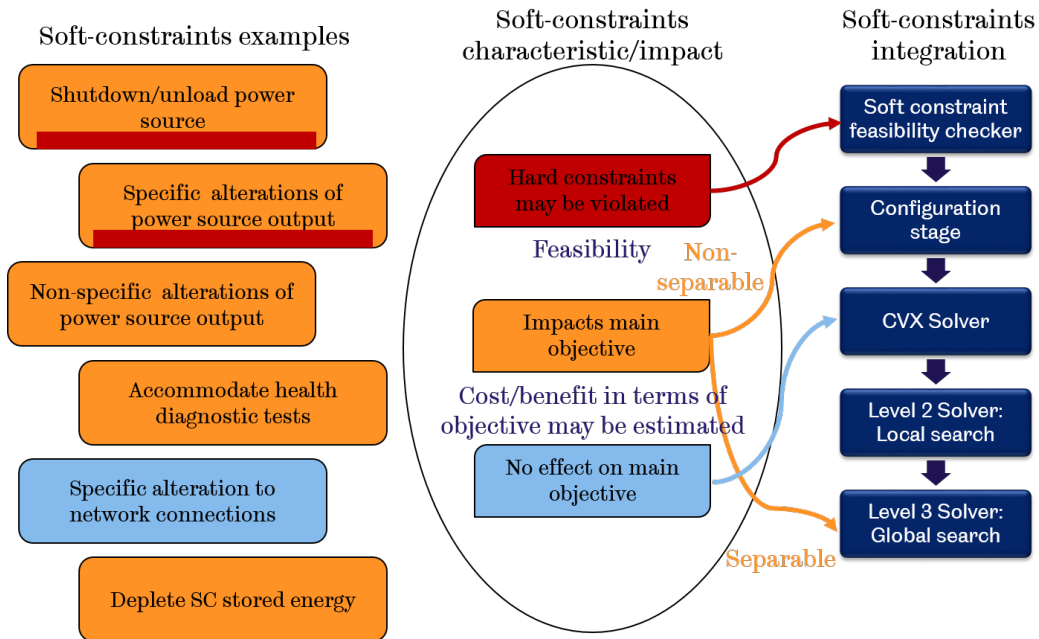 Soft-constraints examples
Shutdown/unload power
source
Specific alterations of
power source output
Non-specific alterations of
power source output
Accommodate health
diagnostic tests
Specific alteration to
network connections
Deplete SC stored energy
Soft-constraints
characteristic/impact
Hard constraints
may be violated
Feasibility
Non-
separable
Impacts main
objective
Cost/benefit in terms of
objective may be estimated
No effect on main
objective
Separable
Soft-constraints
integration
Soft constraint
feasibility checker
Configuration
stage
CVX Solver
Level 2 Solver:
Local search
Level 3 Solver:
Global search